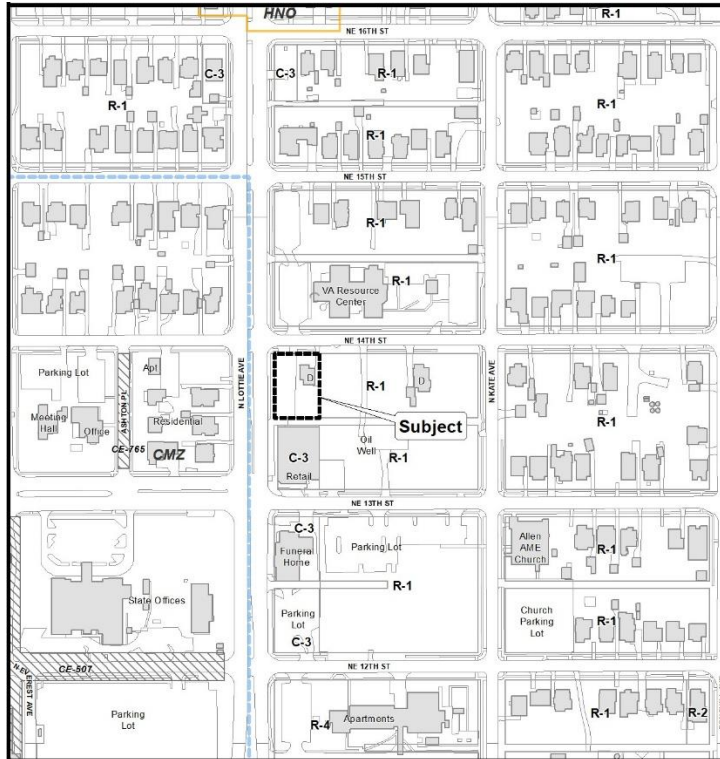 HNO
R-1
NE 16TH ST
C-3
C-3
R-1
R-1
R-1
R-1
NE 15TH ST
R-1
VA Resource
Center
R-1
R-1
NE 14TH ST
Parking Lot
Apt
ASHTON PL
N LOTTIE AVE
D
R-1
D
N KATE AVE
Meeting
Hall
Office
Residential
Subject
R-1
CE-765
CMZ
C-3
Retail
Oil
Well
R-1
NE 13TH ST
C-3
Funeral
Home
Parking Lot
Allen
AME
Church
R-1
State Offices
R-1
Parking
Lot
C-3
Church
Parking
Lot
R-1
CE-507
NE 12TH ST
N EVEREST AVE
Parking
Lot
R-4
Apartments
R-1
R-2